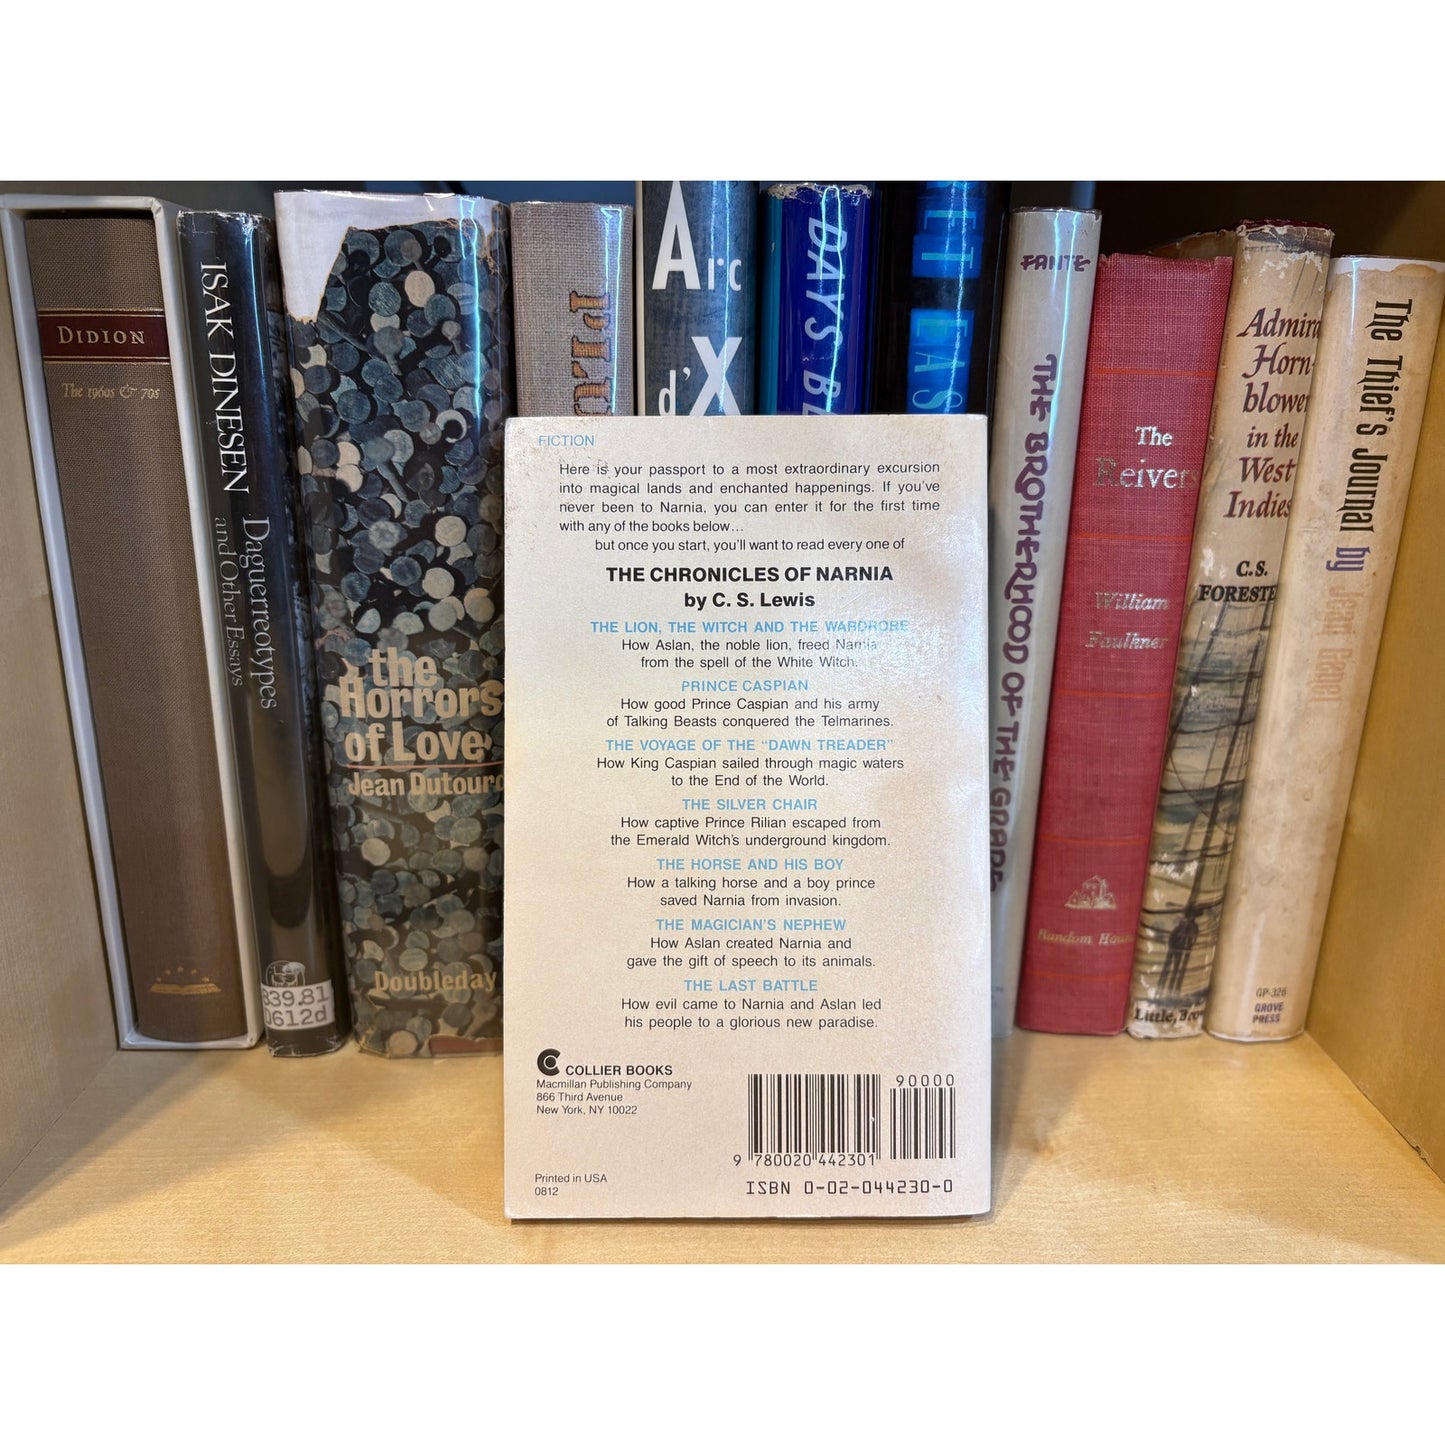 DIDION
The 1960s & 70s
ISAK DINESEN
Daguerreotypes
and Other Essays
839.81
D612d
the
Horrors
of Love
Jean Dutourd
Doubleday
Arc
d'X
DAYS
FANTE
THE BROTHERHOOD OF THE GRAPE
The
Reivers
William
Faulkner
Random House
Admira
Horn-
blower
in the
West
Indies
C.S.
FORESTE
Little, Brow
The Thief's Journal by Jean Genet
GP-326
GROVE
PRESS
FICTION
Here is your passport to a most extraordinary excursion
into magical lands and enchanted happenings. If you've
never been to Narnia, you can enter it for the first time
with any of the books below...
but once you start, you'll want to read every one of
THE CHRONICLES OF NARNIA
by C. S. Lewis
THE LION, THE WITCH AND THE WARDROBE
How Aslan, the noble lion, freed Narnia
from the spell of the White Witch.
PRINCE CASPIAN
How good Prince Caspian and his army
of Talking Beasts conquered the Telmarines.
THE VOYAGE OF THE "DAWN TREADER"
How King Caspian sailed through magic waters
to the End of the World.
THE SILVER CHAIR
How captive Prince Rilian escaped from
the Emerald Witch's underground kingdom.
THE HORSE AND HIS BOY
How a talking horse and a boy prince
saved Narnia from invasion.
THE MAGICIAN'S NEPHEW
How Aslan created Narnia and
gave the gift of speech to its animals.
THE LAST BATTLE
How evil came to Narnia and Aslan led
his people to a glorious new paradise.
COLLIER BOOKS
Macmillan Publishing Company
866 Third Avenue
New York, NY 10022
Printed in USA
0812
90000
9 780020 442301
ISBN 0-02-044230-0